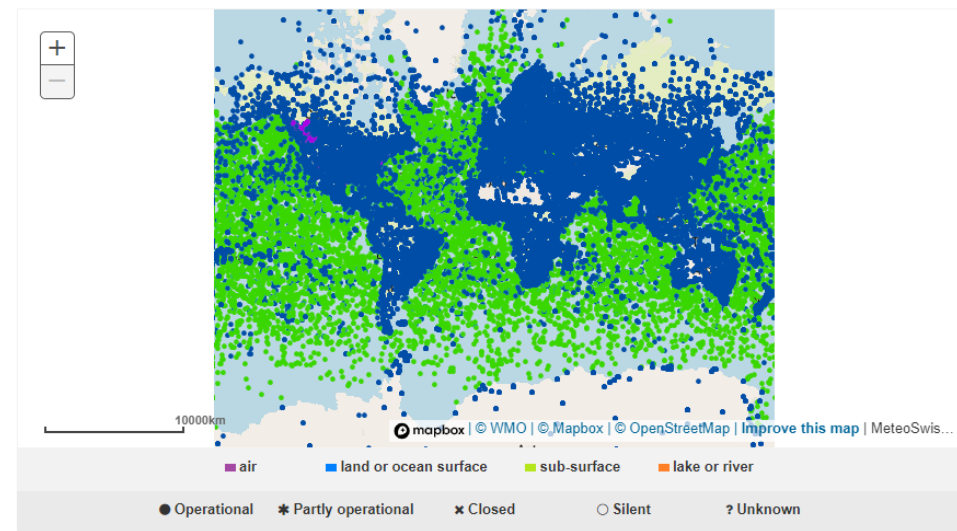 +
−
10000km
mapbox | © WMO | © Mapbox | © OpenStreetMap | Improve this map | MeteoSwis...
air land or ocean surface sub-surface lake or river
Operational Partly operational Closed Silent ? Unknown